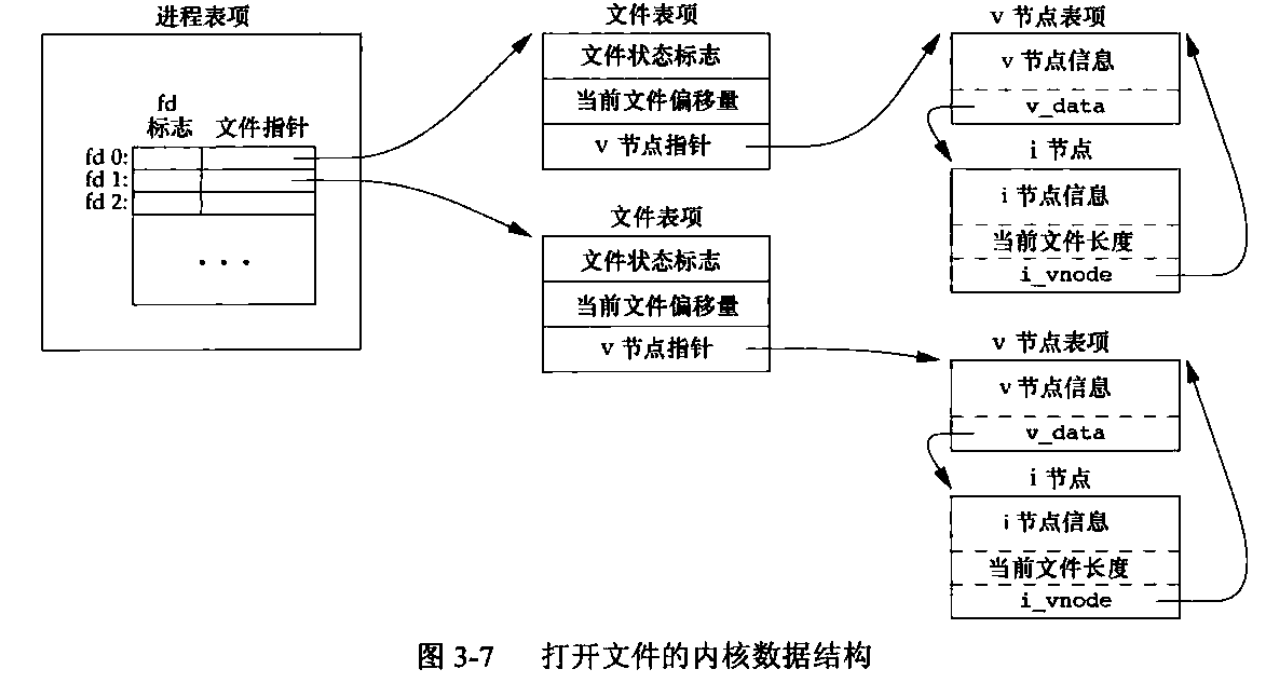 进程表项
fd
标志 文件指针
fd 0:
fd 1:
fd 2:
· · ·
文件表项
文件状态标志
当前文件偏移量
v 节点指针
文件表项
文件状态标志
当前文件偏移量
v 节点指针
v 节点表项
v 节点信息
v_data
i 节点
i 节点信息
当前文件长度
i_vnode
v 节点表项
v 节点信息
v_data
i 节点
i 节点信息
当前文件长度
i_vnode
图 3-7 打开文件的内核数据结构